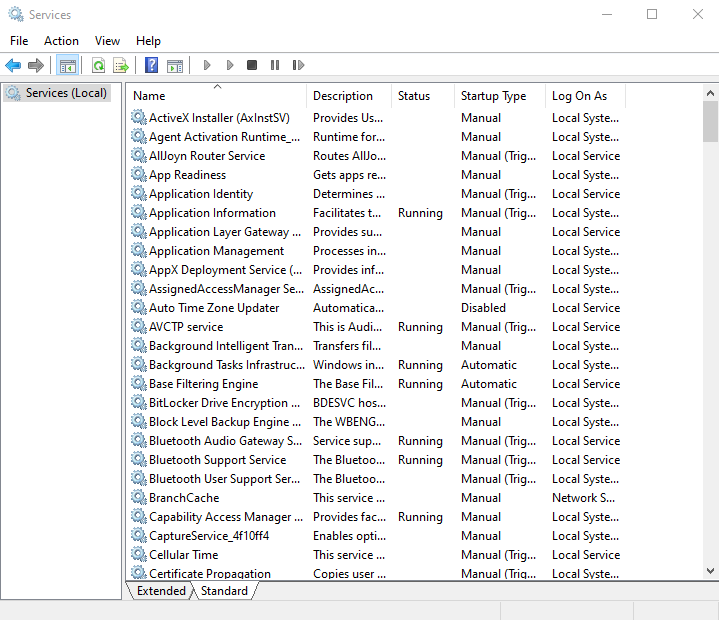 Services
File Action View Help
Services (Local)
Name Description Status Startup Type Log On As
ActiveX Installer (AxInstSV) Provides Us... Manual Local Syste...
Agent Activation Runtime_... Runtime for... Manual Local Syste...
AllJoyn Router Service Routes AllJo... Manual (Trig... Local Service
App Readiness Gets apps re... Manual Local Syste...
Application Identity Determines ... Manual (Trig... Local Service
Application Information Facilitates t... Running Manual (Trig... Local Syste...
Application Layer Gateway ... Provides su... Manual Local Service
Application Management Processes in... Manual Local Syste...
AppX Deployment Service (... Provides inf... Manual Local Syste...
AssignedAccessManager Se... AssignedAc... Manual (Trig... Local Syste...
Auto Time Zone Updater Automatica... Disabled Local Service
AVCTP service This is Audi... Running Manual (Trig... Local Service
Background Intelligent Tran... Transfers fil... Manual Local Syste...
Background Tasks Infrastruc... Windows in... Running Automatic Local Syste...
Base Filtering Engine The Base Fil... Running Automatic Local Service
BitLocker Drive Encryption ... BDESVC hos... Manual (Trig... Local Syste...
Block Level Backup Engine ... The WBENG... Manual Local Syste...
Bluetooth Audio Gateway S... Service sup... Running Manual (Trig... Local Service
Bluetooth Support Service The Bluetoo... Running Manual (Trig... Local Service
Bluetooth User Support Ser... The Bluetoo... Manual (Trig... Local Syste...
BranchCache This service ... Manual Network S...
Capability Access Manager ... Provides fac... Running Manual Local Syste...
CaptureService_4f10ff4 Enables opti... Manual Local Syste...
Cellular Time This service ... Manual (Trig... Local Service
Certificate Propagation Copies user ... Manual (Trig... Local Syste...
Extended Standard